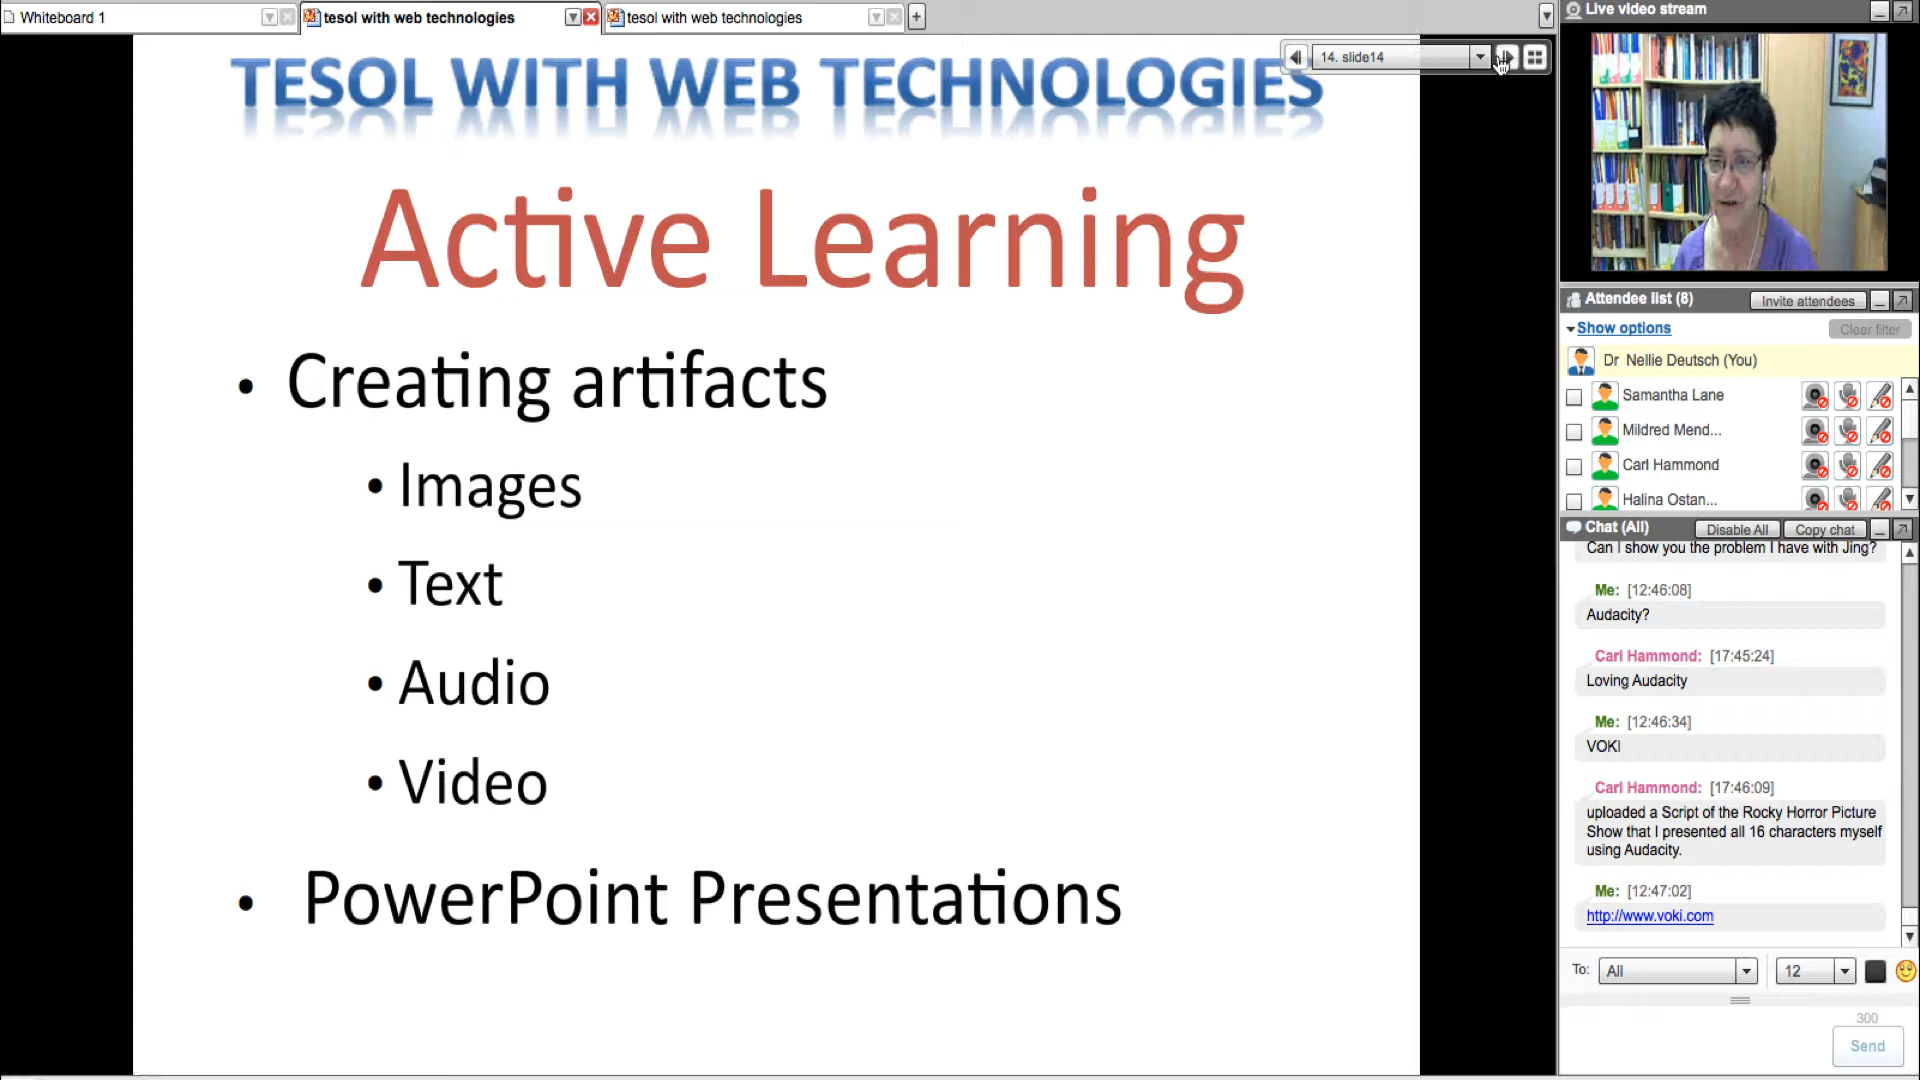 Whiteboard 1
tesol with web technologies
tesol with web technologies
+
14. slide14
TESOL WITH WEB TECHNOLOGIES
Active Learning
• Creating artifacts
• Images
• Text
• Audio
• Video
• PowerPoint Presentations
Live video stream
Attendee list (8)
Invite attendees
Show options
Clear filter
Dr Nellie Deutsch (You)
Samantha Lane
Mildred Mend...
Carl Hammond
Halina Ostan...
Chat (All)
Disable All
Copy chat
Can I show you the problem I have with Jing?
Me: [12:46:08]
Audacity?
Carl Hammond: [17:45:24]
Loving Audacity
Me: [12:46:34]
VOKI
Carl Hammond: [17:46:09]
uploaded a Script of the Rocky Horror Picture
Show that I presented all 16 characters myself
using Audacity.
Me: [12:47:02]
http://www.voki.com
To: All
12
300
Send